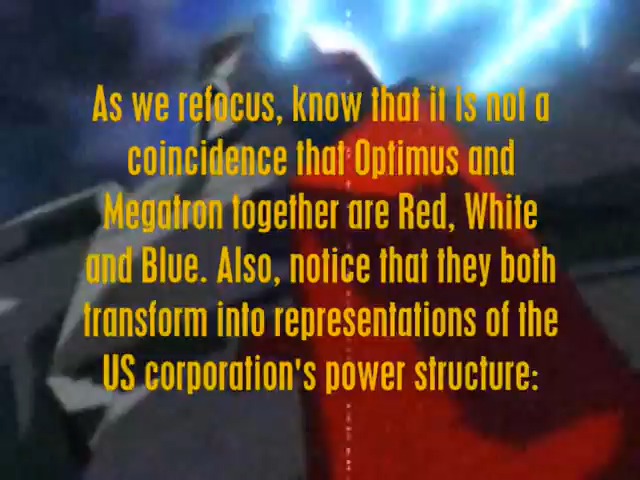 As we refocus, know that it is not a
coincidence that Optimus and
Megatron together are Red, White
and Blue. Also, notice that they both
transform into representations of the
US corporation's power structure: